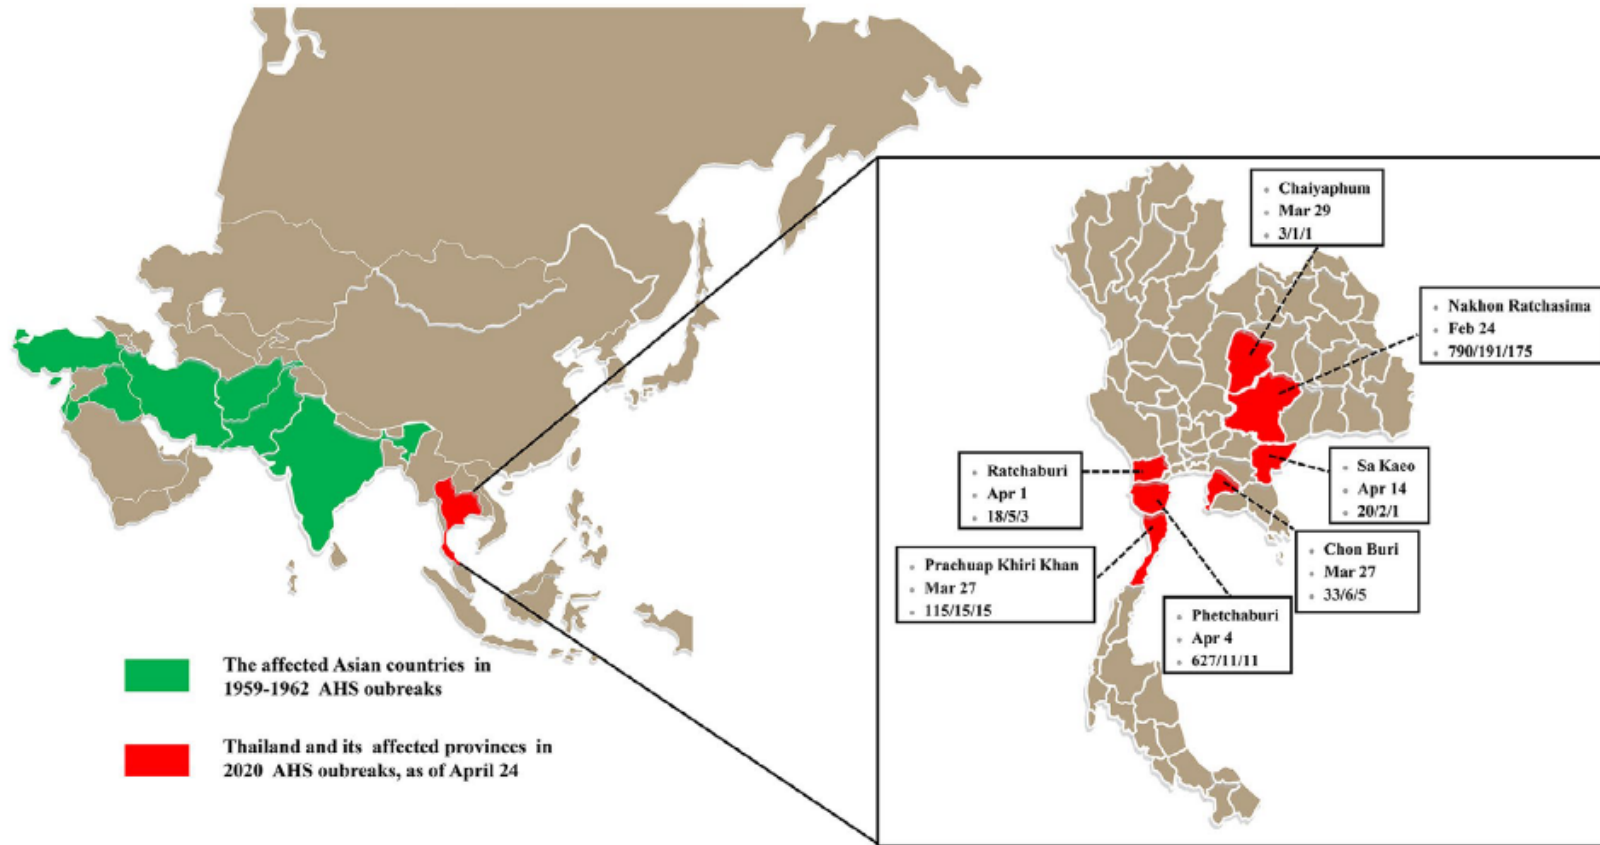 Chaiyaphum
Mar 29
3/1/1
Nakhon Ratchasima
Feb 24
790/191/175
Ratchaburi
Apr 1
18/5/3
Sa Kaeo
Apr 14
20/2/1
Prachuap Khiri Khan
Mar 27
115/15/15
Chon Buri
Mar 27
33/6/5
Phetchaburi
Apr 4
627/11/11
The affected Asian countries in
1959-1962 AHS oubreaks
Thailand and its affected provinces in
2020 AHS oubreaks, as of April 24